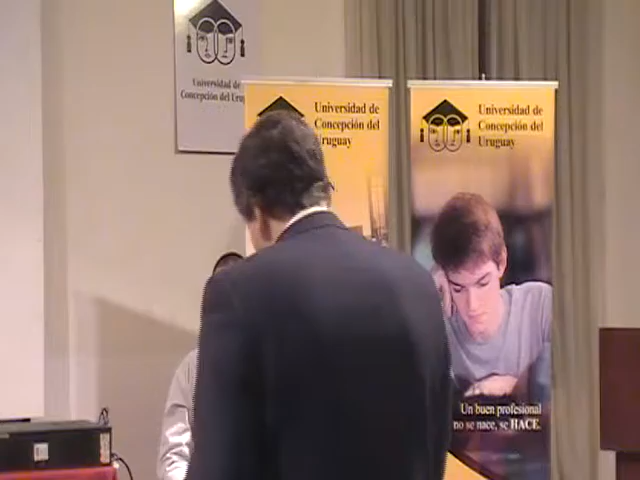 Universidad de
Concepción del Uru
Universidad de
Concepción del
Uruguay
Universidad de
Concepción del
Uruguay
Un buen profesional
no se nace, se HACE.